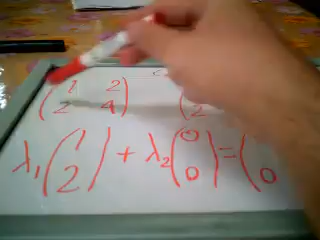 ( 1 2 ) (
( 2 4 ) ( 2
λ₁ ( 1 ) + λ₂ ( 0 ) = (
( 2 ) ( 0 ) ( 0